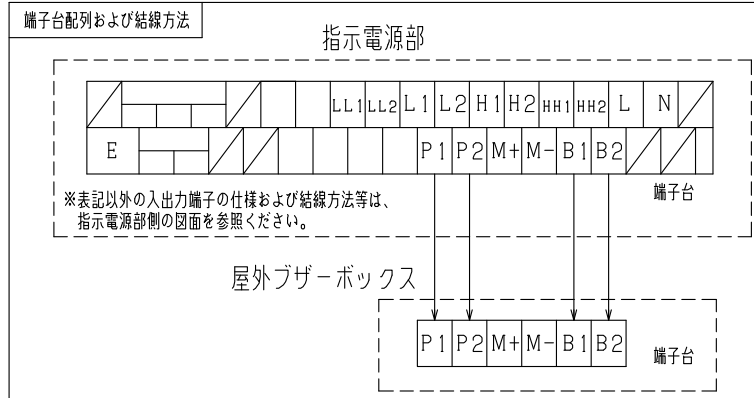 端子台配列および結線方法
指示電源部
LL1 LL2 L1 L2 H1 H2 HH1 HH2 L N
E P1 P2 M+ M- B1 B2
端子台
※表記以外の入出力端子の仕様および結線方法等は、
指示電源部側の図面を参照ください。
屋外ブザーボックス
P1 P2 M+ M- B1 B2
端子台